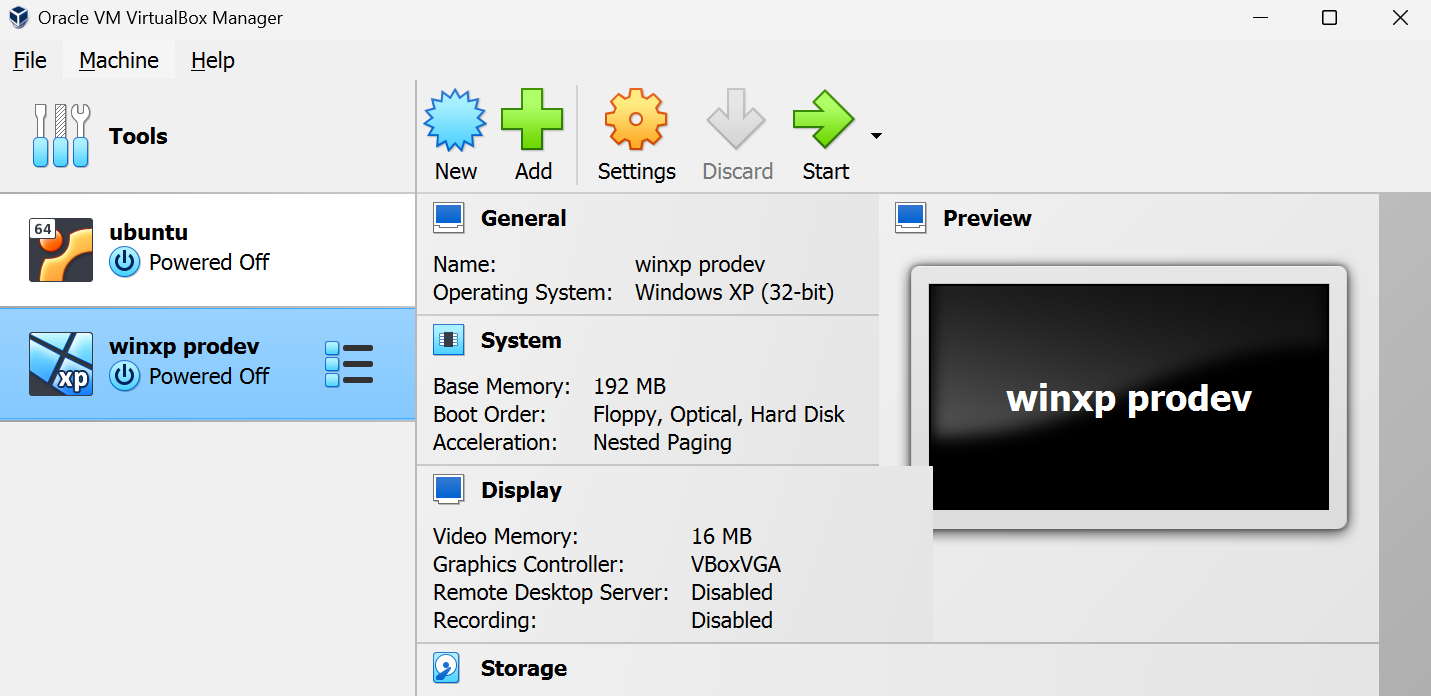 Oracle VM VirtualBox Manager
File Machine Help
Tools
New Add Settings Discard Start
64
ubuntu
Powered Off
xp
winxp prodev
Powered Off
General
Name: winxp prodev
Operating System: Windows XP (32-bit)
System
Base Memory: 192 MB
Boot Order: Floppy, Optical, Hard Disk
Acceleration: Nested Paging
Display
Video Memory: 16 MB
Graphics Controller: VBoxVGA
Remote Desktop Server: Disabled
Recording: Disabled
Storage
Preview
winxp prodev